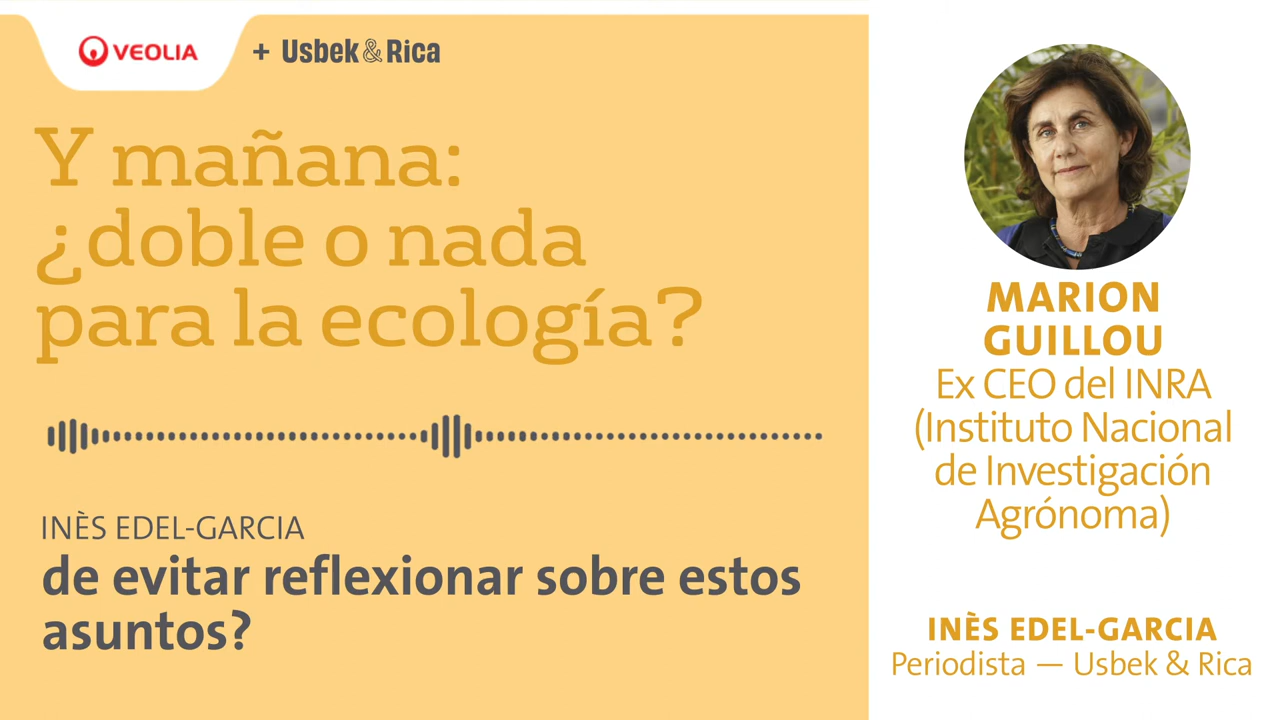 VEOLIA + Usbek & Rica
Y mañana:
¿doble o nada
para la ecología?
INÈS EDEL-GARCIA
de evitar reflexionar sobre estos
asuntos?
MARION
GUILLOU
Ex CEO del INRA
(Instituto Nacional
de Investigación
Agrónoma)
INÈS EDEL-GARCIA
Periodista — Usbek & Rica